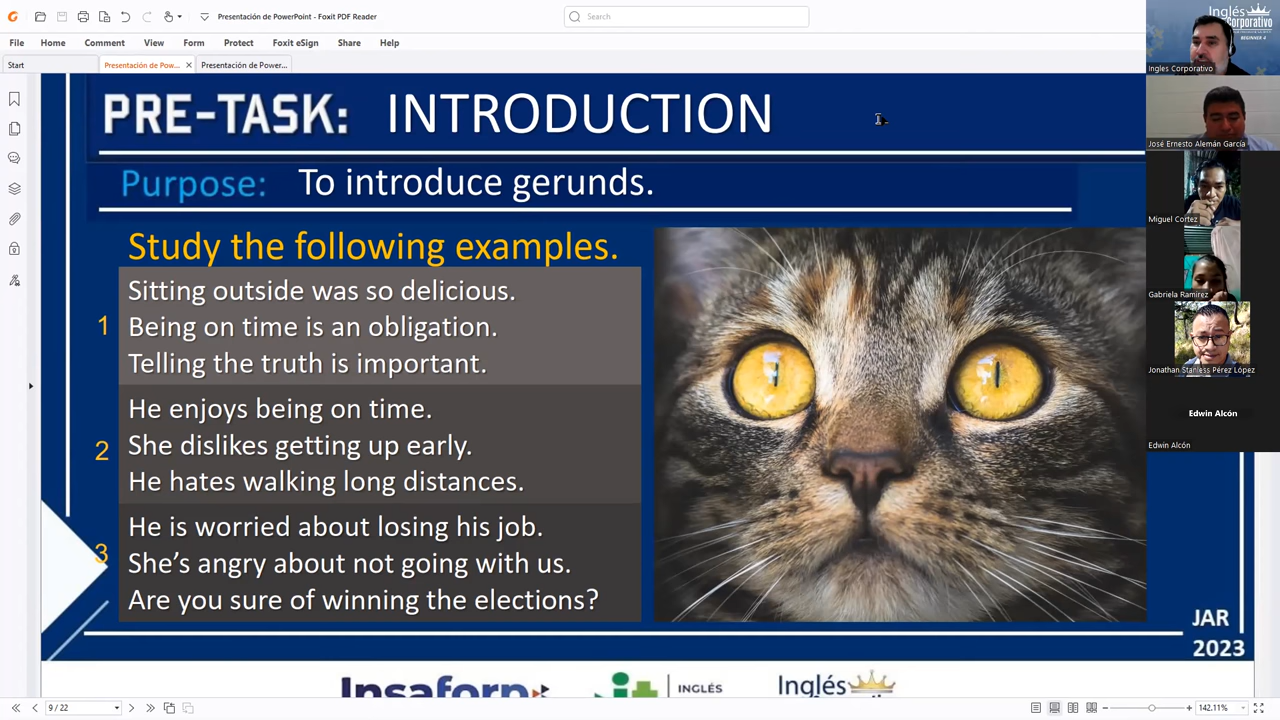 Presentación de PowerPoint - Foxit PDF Reader
Search
File Home Comment View Form Protect Foxit eSign Share Help
Start
Presentación de Pow...
Presentación de Power...
PRE-TASK: INTRODUCTION
Purpose: To introduce gerunds.
Study the following examples.
1
Sitting outside was so delicious.
Being on time is an obligation.
Telling the truth is important.
2
He enjoys being on time.
She dislikes getting up early.
He hates walking long distances.
3
He is worried about losing his job.
She's angry about not going with us.
Are you sure of winning the elections?
JAR
2023
Insaforp
INGLÉS
Inglés
Inglés
Corporativo
BEGINNER 4
Ingles Corporativo
José Ernesto Alemán García
Miguel Cortez
Gabriela Ramirez
Jonathan Stanless Pérez López
Edwin Alcón
Edwin Alcón
9 / 22
142.11%